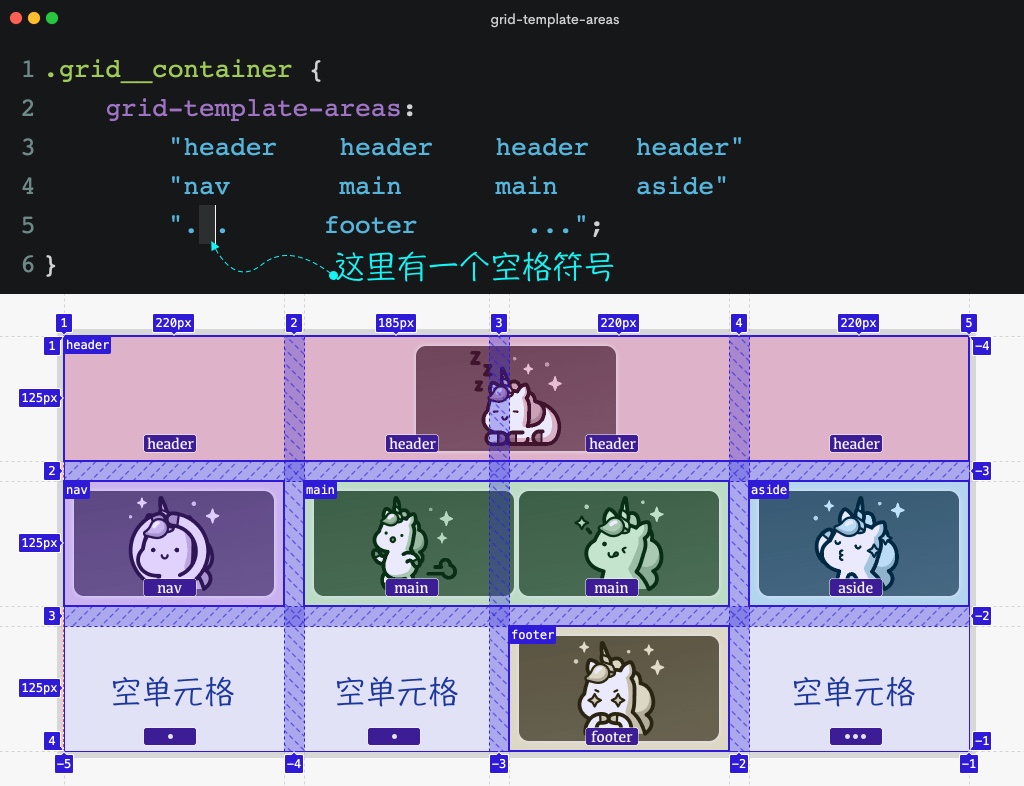 grid-template-areas
1 .grid__container {
2 grid-template-areas:
3 "header header header header"
4 "nav main main aside"
5 ". . footer ...";
6 }
这里有一个空格符号
1 220px 2 185px 3 220px 4 220px 5
1 header -4
z
z
z
125px
header header header header
2 -3
nav main aside
125px
nav main main aside
3 -2
footer
125px 空单元格 空单元格 空单元格
• • footer •••
4 -1
-5 -4 -3 -2 -1